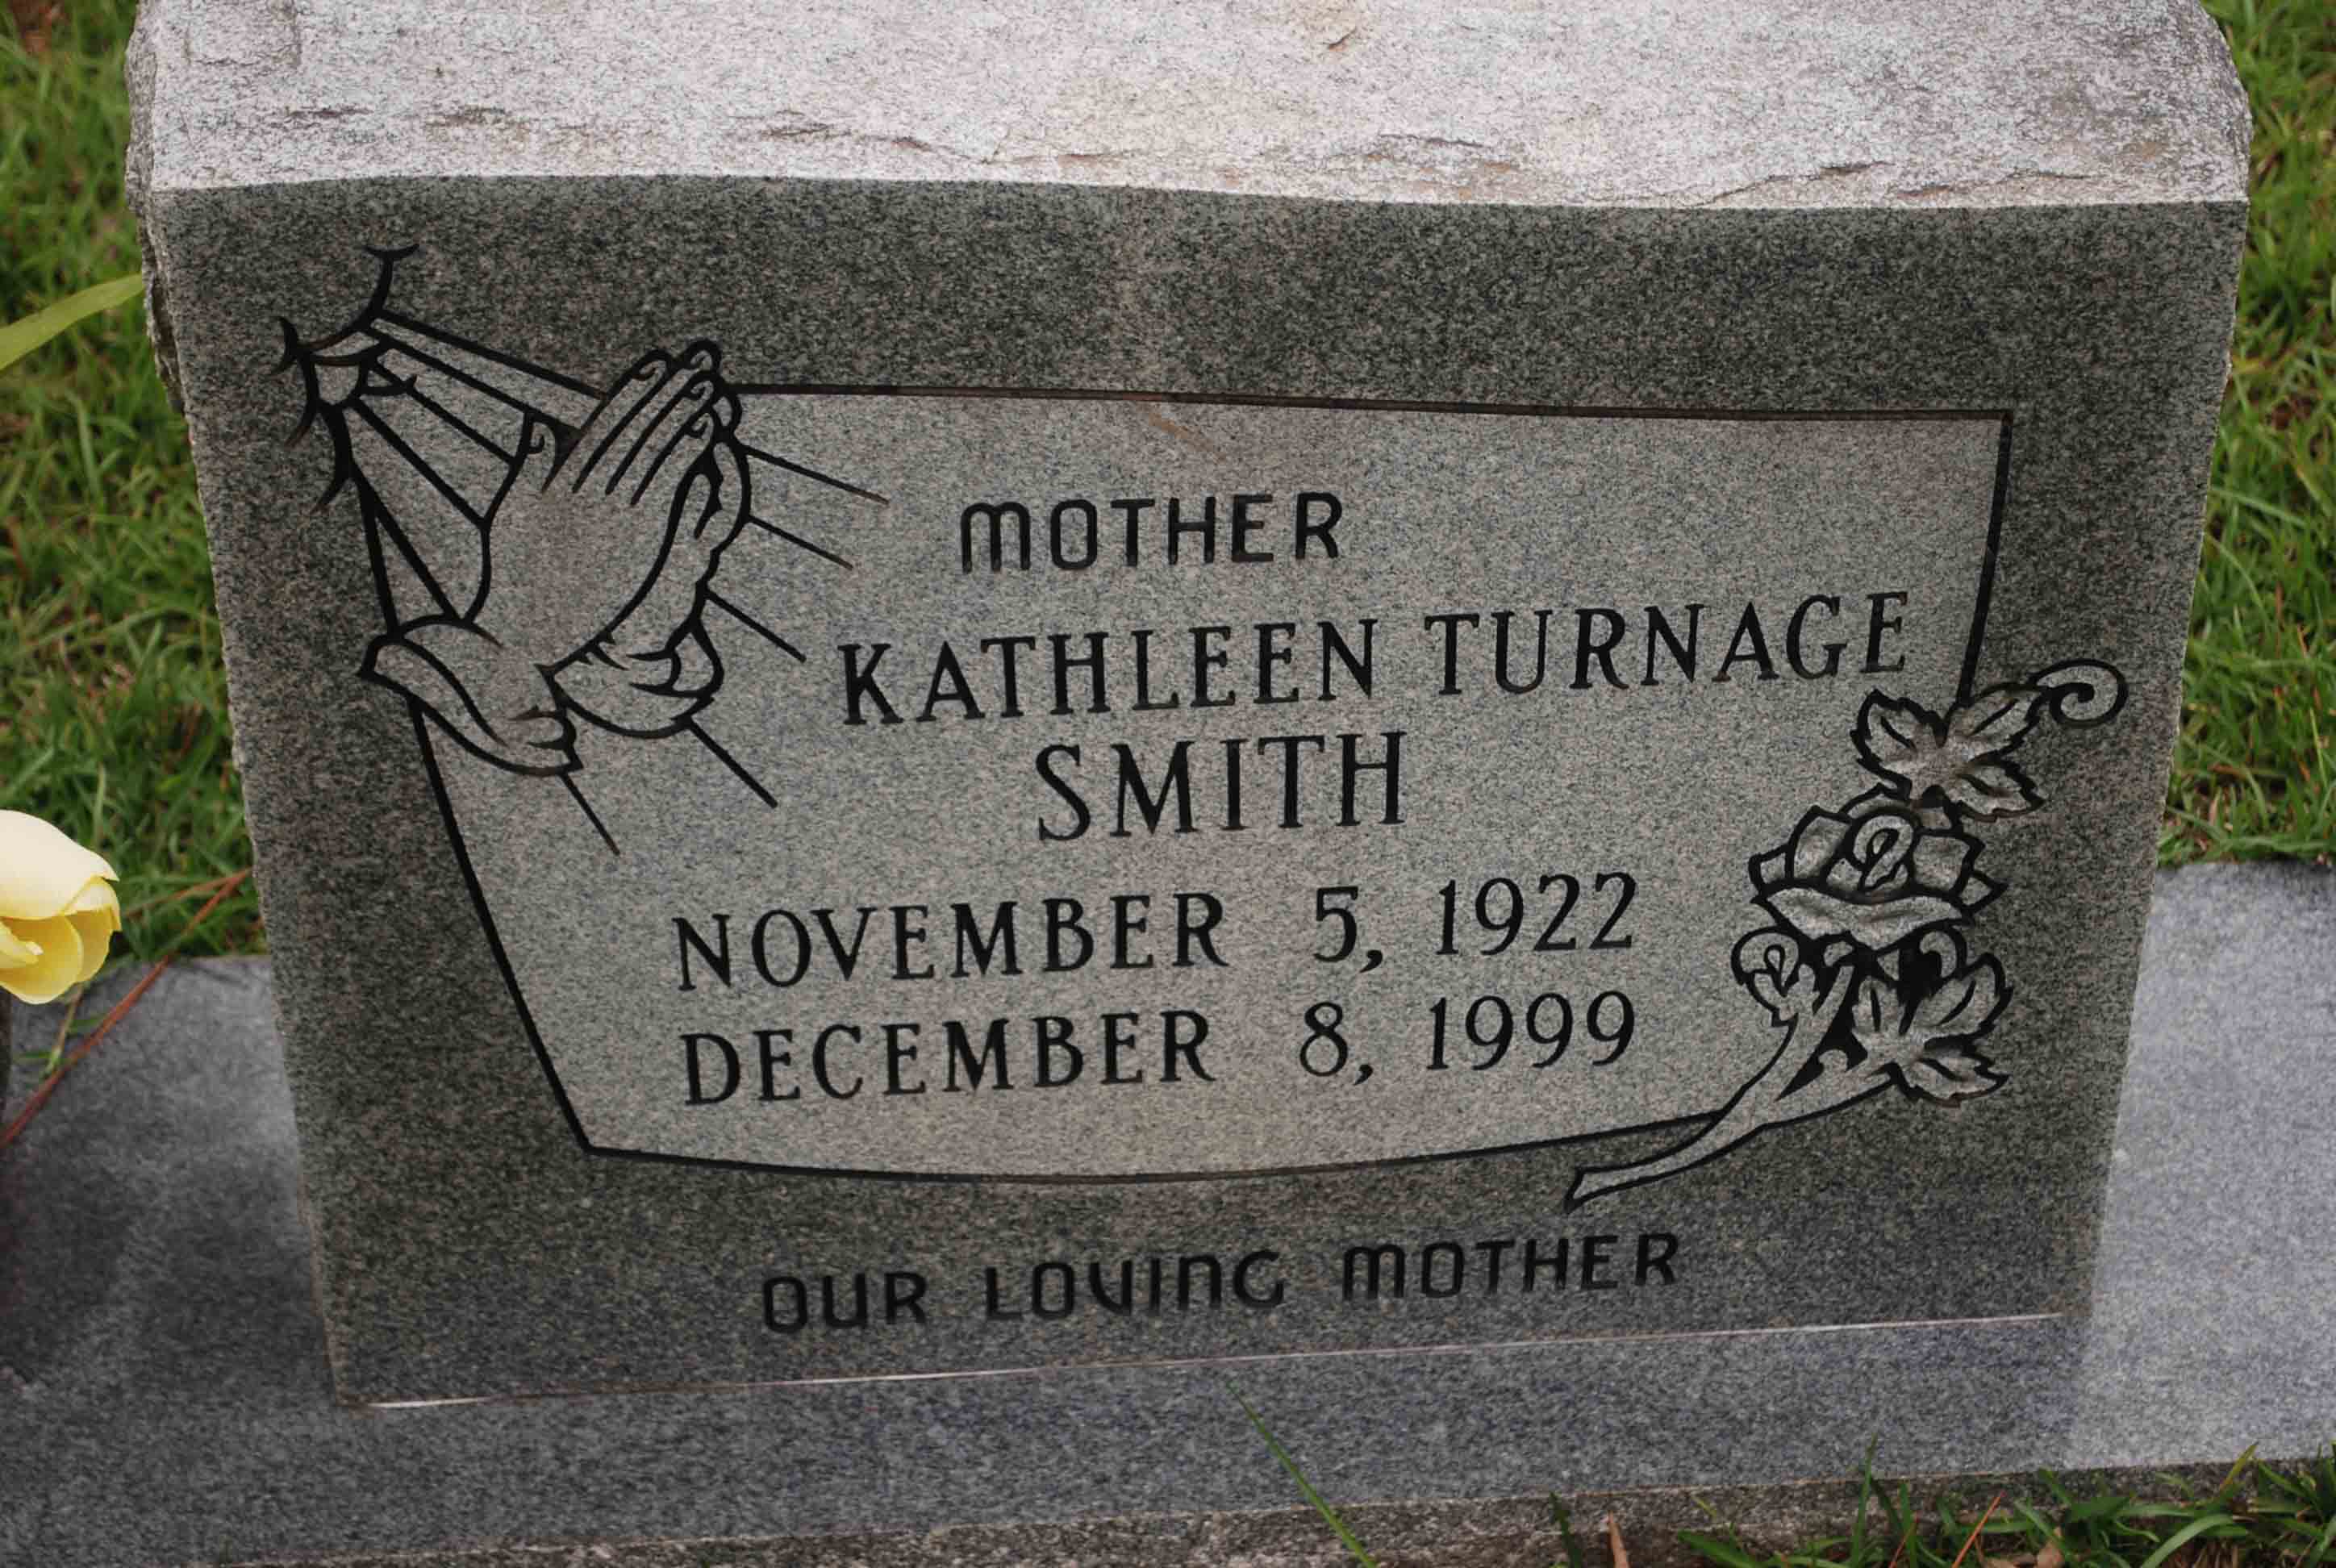 MOTHER
KATHLEEN TURNAGE
SMITH
NOVEMBER 5, 1922
DECEMBER 8, 1999
OUR LOVING MOTHER